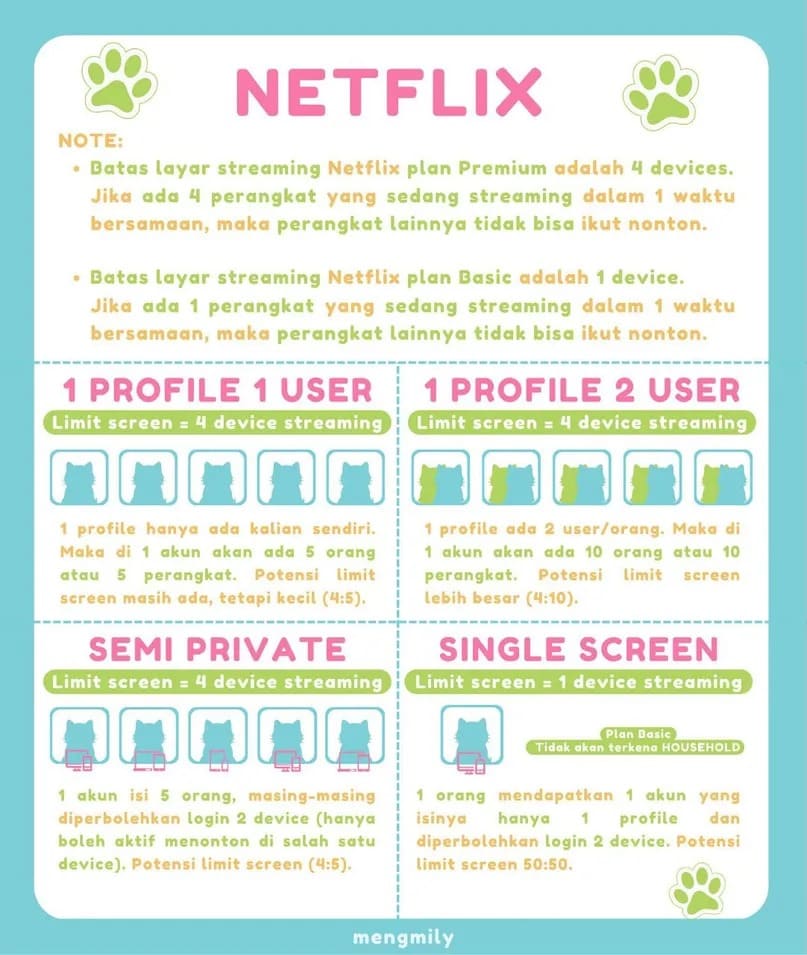 NETFLIX
NOTE:
• Batas layar streaming Netflix plan Premium adalah 4 devices.
Jika ada 4 perangkat yang sedang streaming dalam 1 waktu
bersamaan, maka perangkat lainnya tidak bisa ikut nonton.
• Batas layar streaming Netflix plan Basic adalah 1 device.
Jika ada 1 perangkat yang sedang streaming dalam 1 waktu
bersamaan, maka perangkat lainnya tidak bisa ikut nonton.
1 PROFILE 1 USER
Limit screen = 4 device streaming
1 profile hanya ada kalian sendiri.
Maka di 1 akun akan ada 5 orang
atau 5 perangkat. Potensi limit
screen masih ada, tetapi kecil (4:5).
1 PROFILE 2 USER
Limit screen = 4 device streaming
1 profile ada 2 user/orang. Maka di
1 akun akan ada 10 orang atau 10
perangkat. Potensi limit screen
lebih besar (4:10).
SEMI PRIVATE
Limit screen = 4 device streaming
1 akun isi 5 orang, masing-masing
diperbolehkan login 2 device (hanya
boleh aktif menonton di salah satu
device). Potensi limit screen (4:5).
SINGLE SCREEN
Limit screen = 1 device streaming
Plan Basic
Tidak akan terkena HOUSEHOLD
1 orang mendapatkan 1 akun yang
isinya hanya 1 profile dan
diperbolehkan login 2 device. Potensi
limit screen 50:50.
mengmily